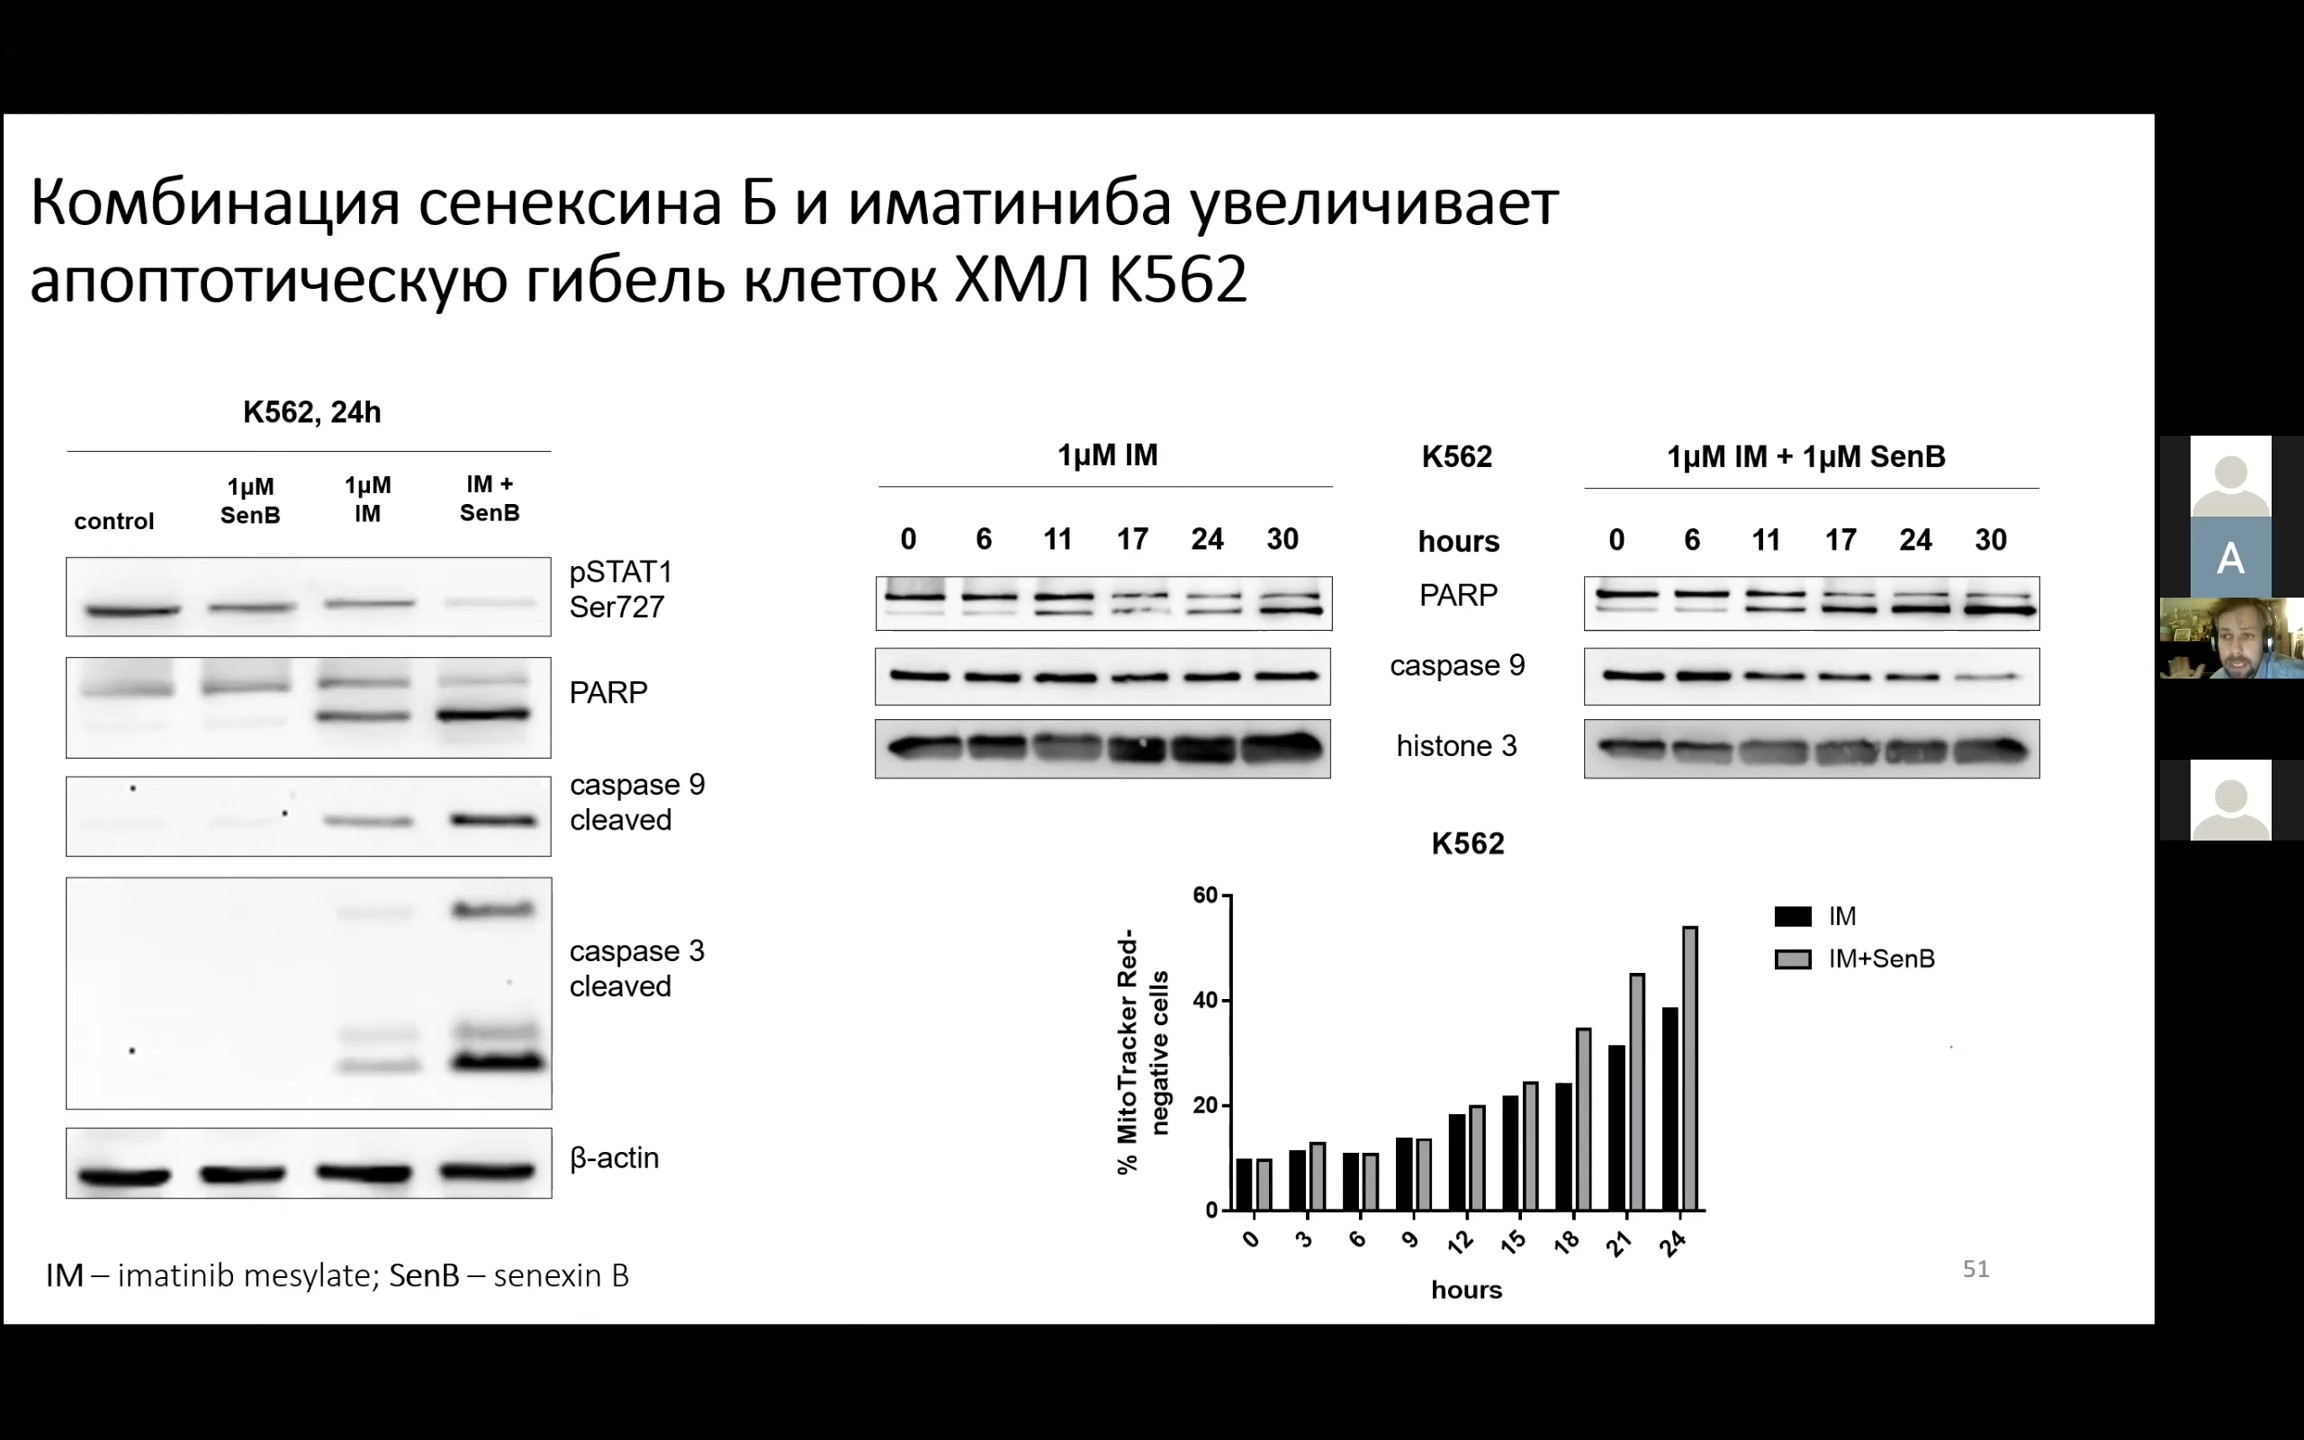 Комбинация сенексина Б и иматиниба увеличивает
апоптотическую гибель клеток ХМЛ K562
K562, 24h
control
1µM
SenB
1µM
IM
IM +
SenB
pSTAT1
Ser727
PARP
caspase 9
cleaved
caspase 3
cleaved
β-actin
IM – imatinib mesylate; SenB – senexin B
1µM IM
K562
1µM IM + 1µM SenB
0 6 11 17 24 30
hours
0 6 11 17 24 30
PARP
caspase 9
histone 3
K562
% MitoTracker Red-
negative cells
60
40
20
0
0 3 6 9 12 15 18 21 24
hours
IM
IM+SenB
51
A